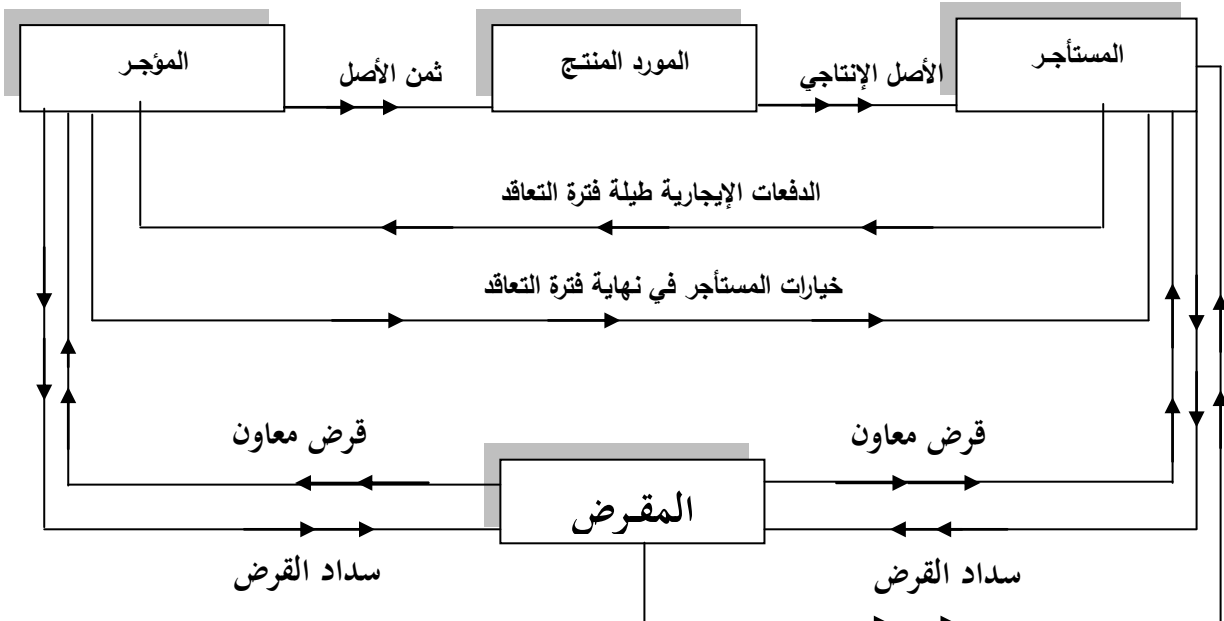 المستأجر
المورد المنتج
المؤجر
الأصل الإنتاجي
ثمن الأصل
الدفعات الإيجارية طيلة فترة التعاقد
خيارات المستأجر في نهاية فترة التعاقد
قرض معاون
قرض معاون
المقرض
سداد القرض
سداد القرض